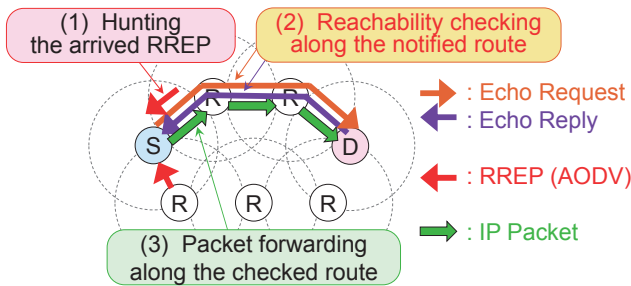 (1) Hunting
the arrived RREP
(2) Reachability checking
along the notified route
R
R
S
D
R
R
R
(3) Packet forwarding
along the checked route
: Echo Request
: Echo Reply
: RREP (AODV)
: IP Packet